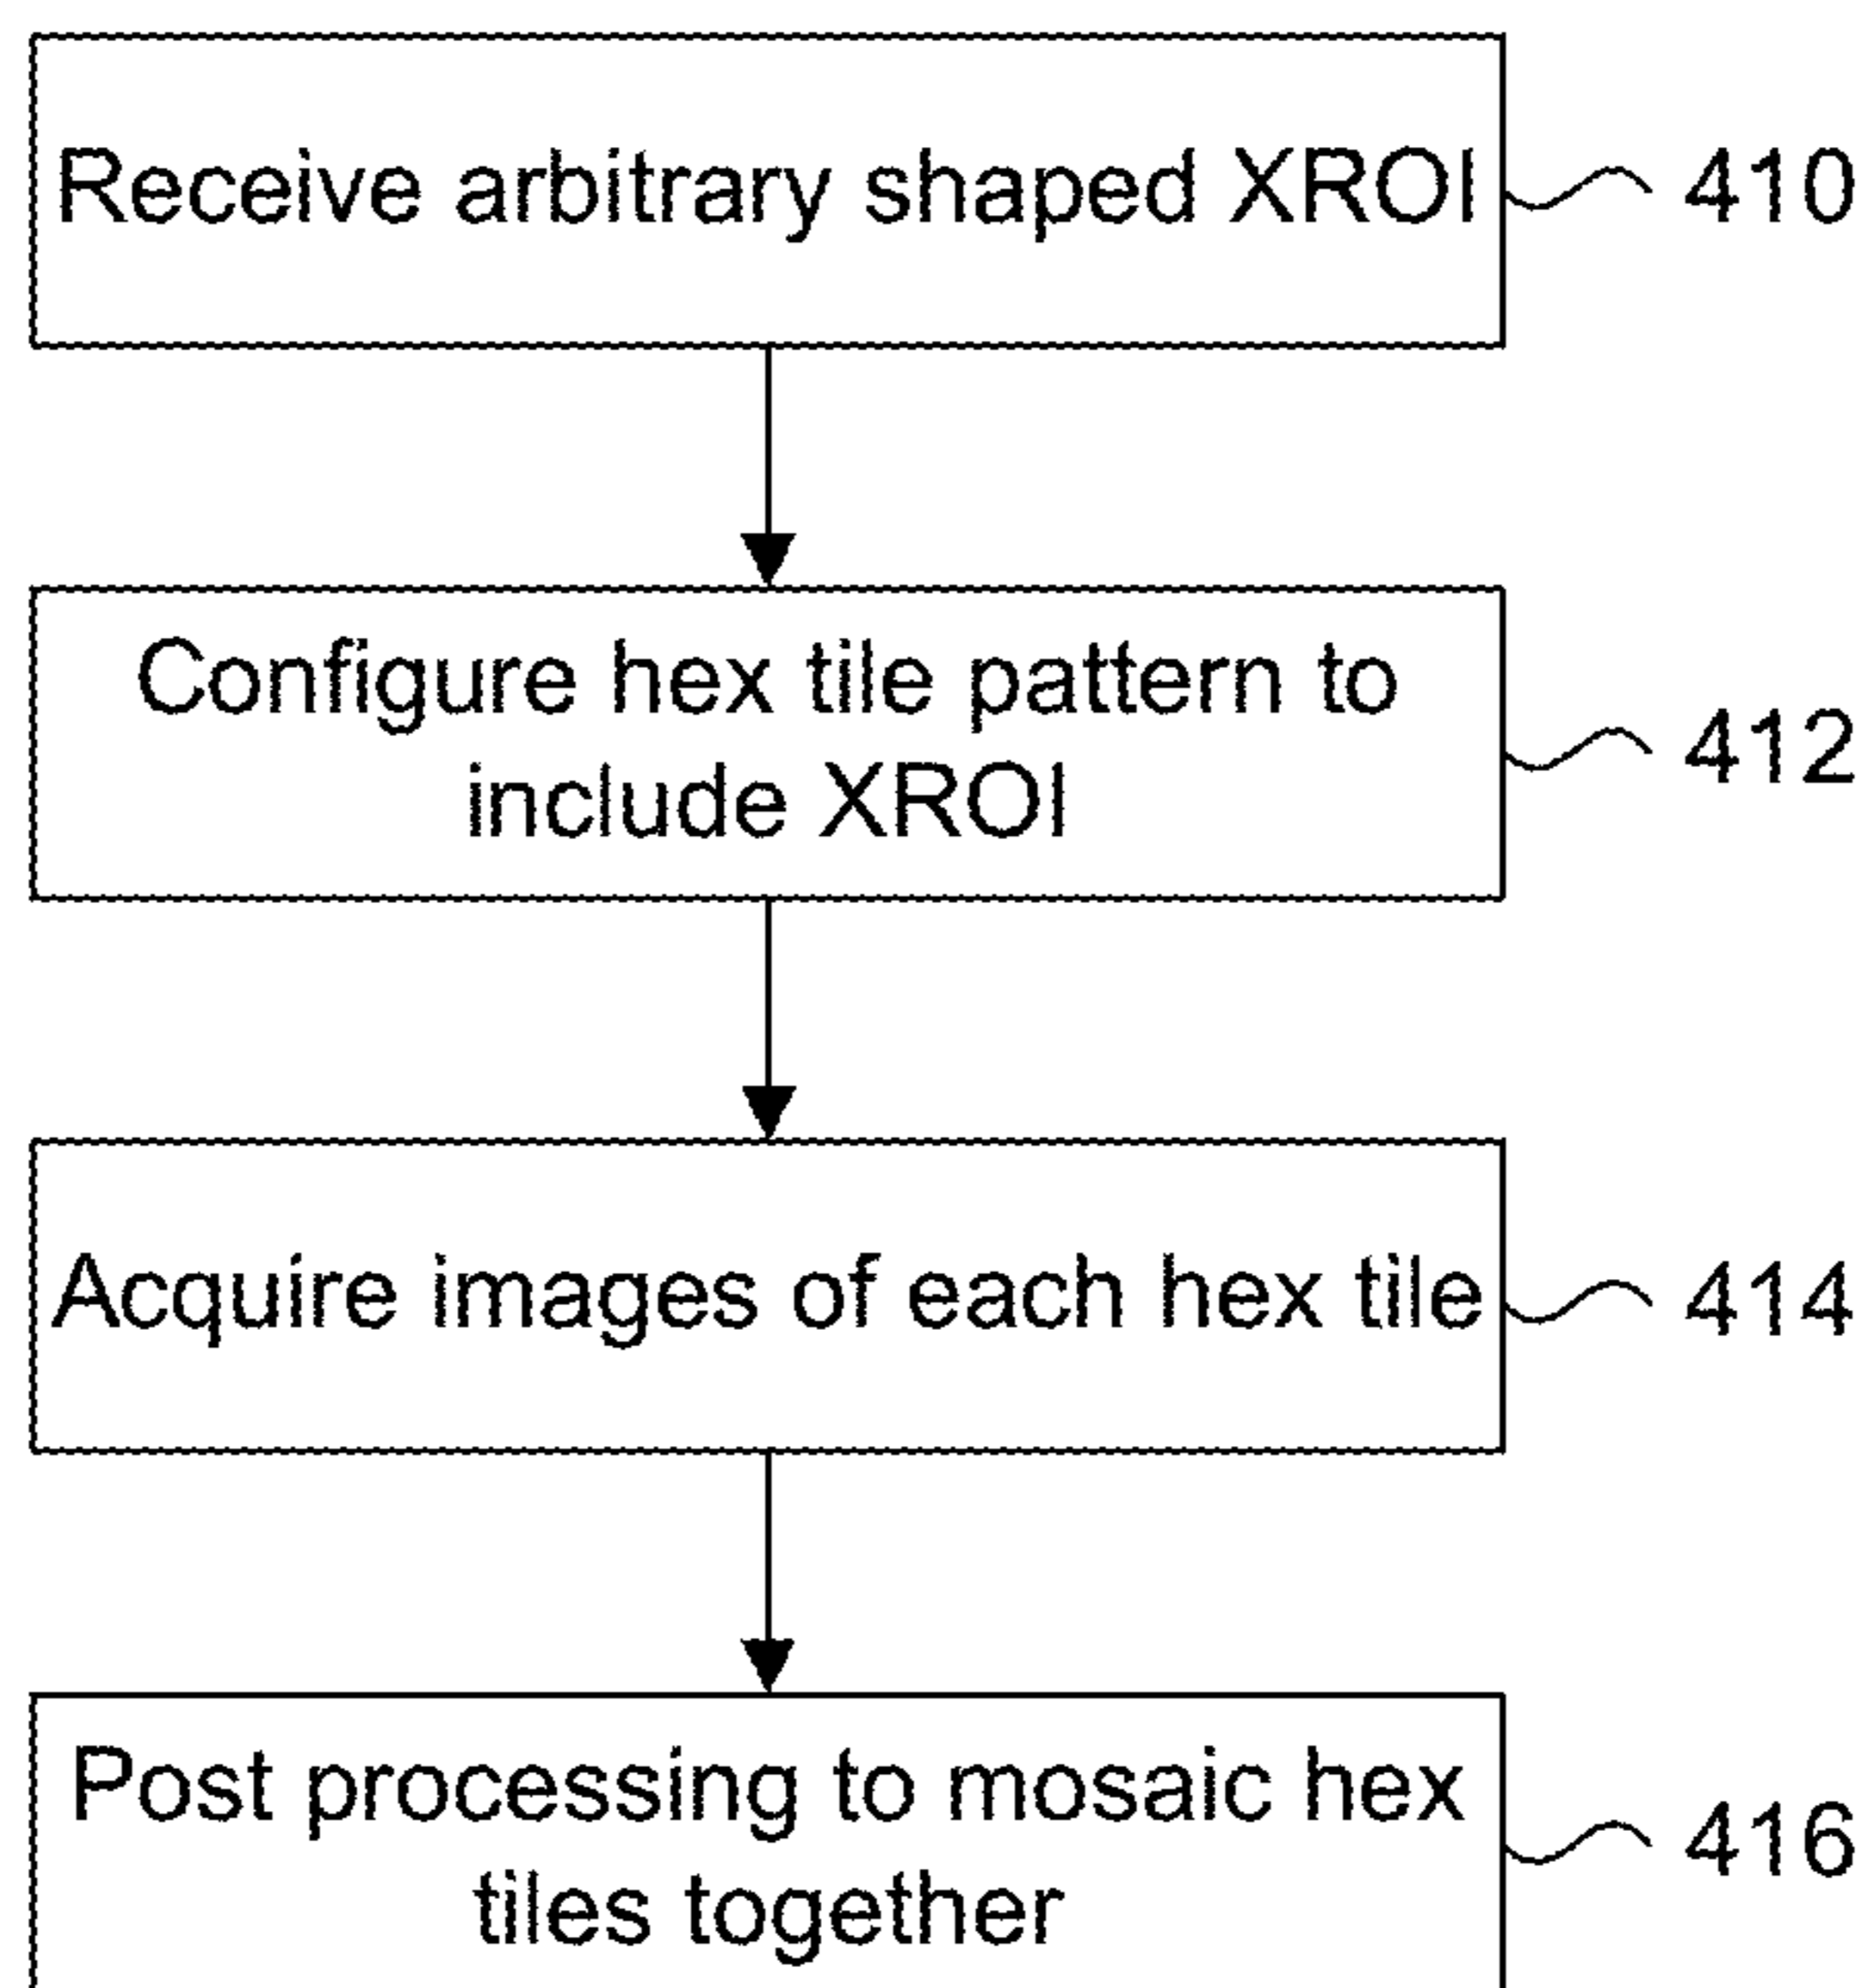 Receive arbitrary shaped XROI
410
Configure hex tile pattern to
include XROI
412
Acquire images of each hex tile
414
Post processing to mosaic hex
tiles together
416